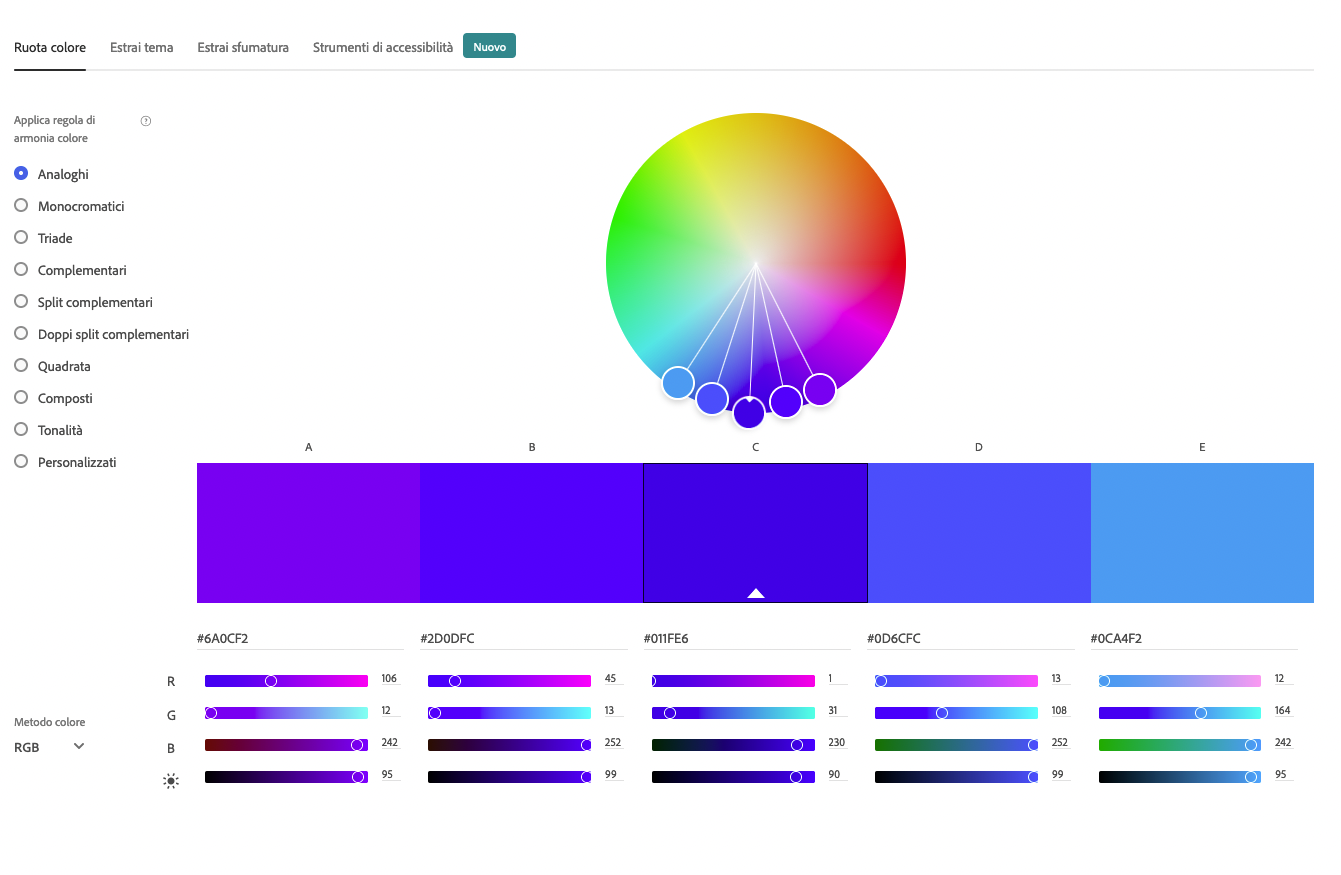 Ruota colore Estrai tema Estrai sfumatura Strumenti di accessibilità Nuovo
Applica regola di
armonia colore
Analoghi
Monocromatici
Triade
Complementari
Split complementari
Doppi split complementari
Quadrata
Composti
Tonalità
Personalizzati
A B C D E
#6A0CF2 #2D0DFC #011FE6 #0D6CFC #0CA4F2
R 106 45 1 13 12
G 12 13 31 108 164
Metodo colore
RGB
B 242 252 230 252 242
95 99 90 99 95